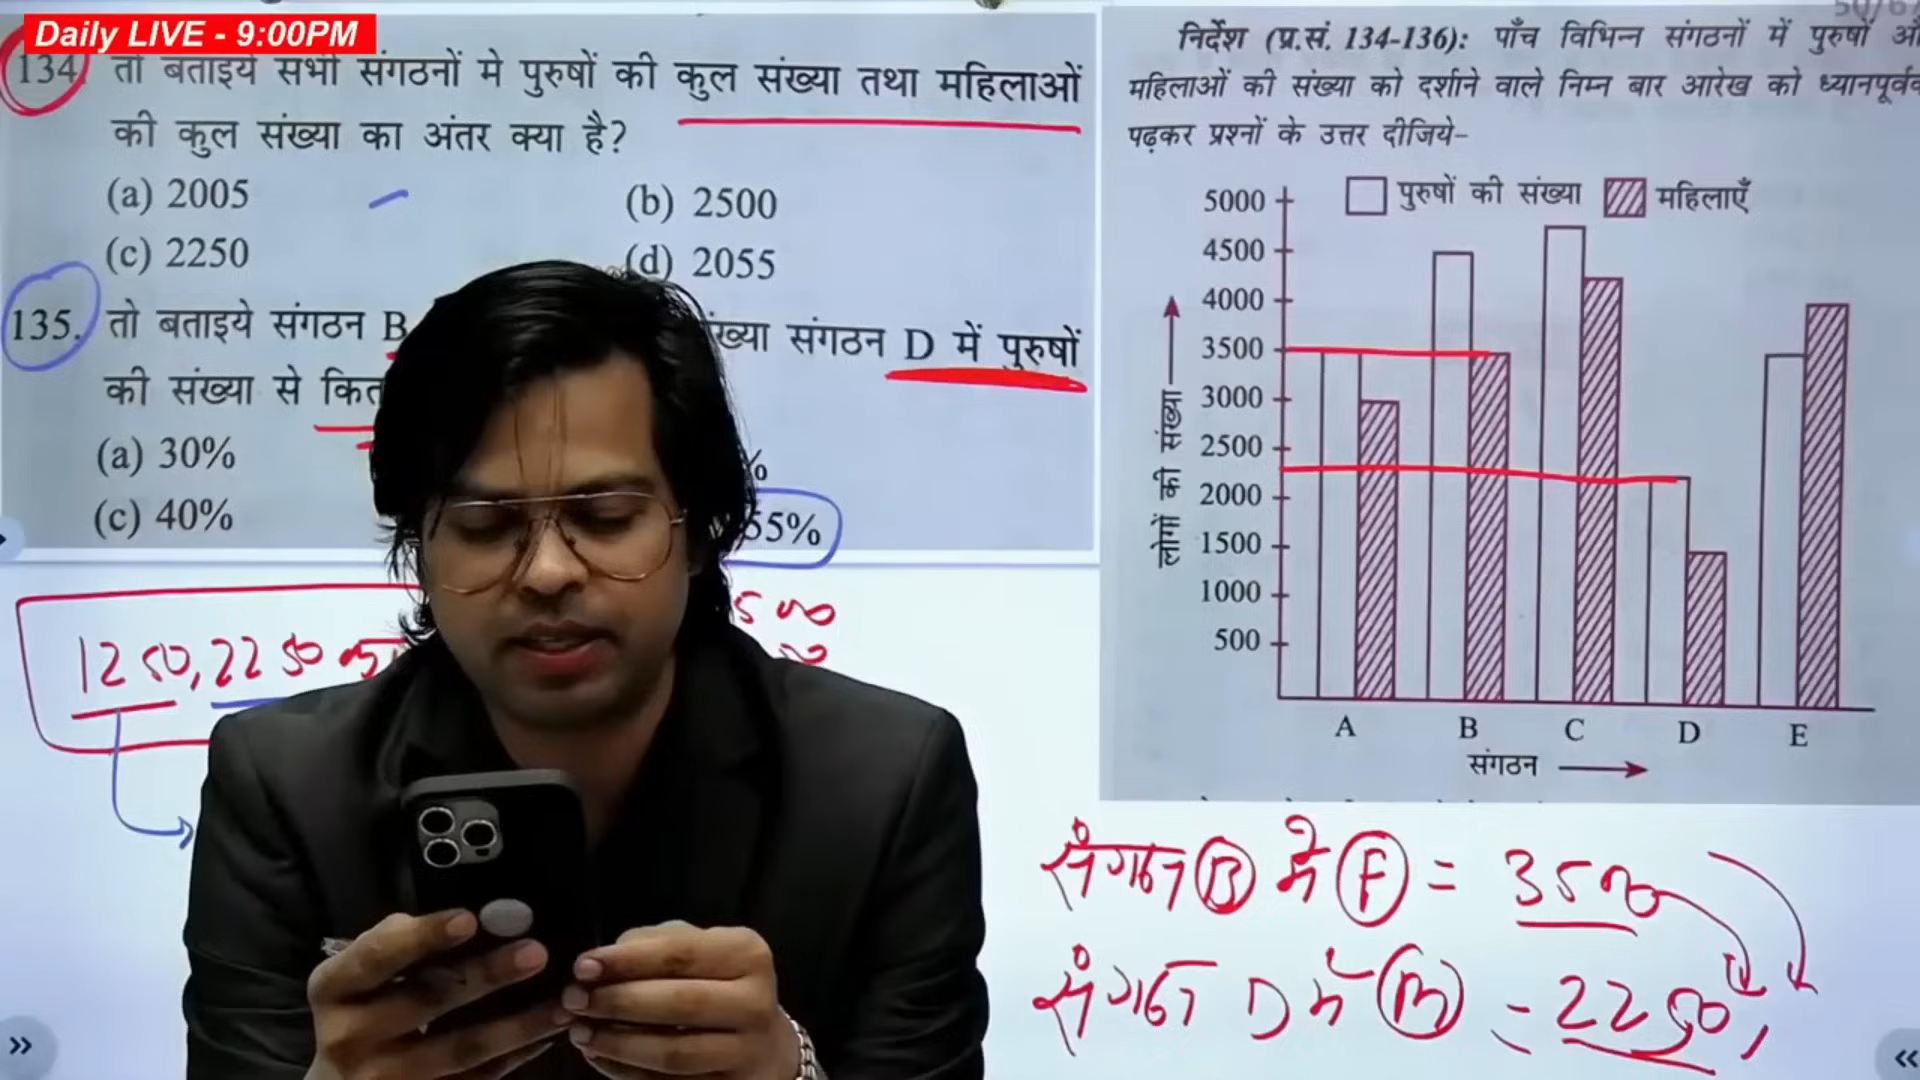 Daily LIVE - 9:00PM
134 तो बताइये सभी संगठनों मे पुरुषों की कुल संख्या तथा महिलाओं
की कुल संख्या का अंतर क्या है?
(a) 2005
(b) 2500
(c) 2250
(d) 2055
135. तो बताइये संगठन B ख्या संगठन D में पुरुषों
की संख्या से कित
(a) 30%
%
(c) 40%
55%
1250, 2250
500
निर्देश (प्र.सं. 134-136): पाँच विभिन्न संगठनों में पुरुषों औ
महिलाओं की संख्या को दर्शाने वाले निम्न बार आरेख को ध्यानपूर्वक
पढ़कर प्रश्नों के उत्तर दीजिये–
पुरुषों की संख्या
महिलाएँ
5000
4500
4000
3500
3000
2500
2000
1500
1000
500
लोगों की संख्या
A B C D E
संगठन
संगठन B में F = 3500
संगठन D में M = 2250
»
«